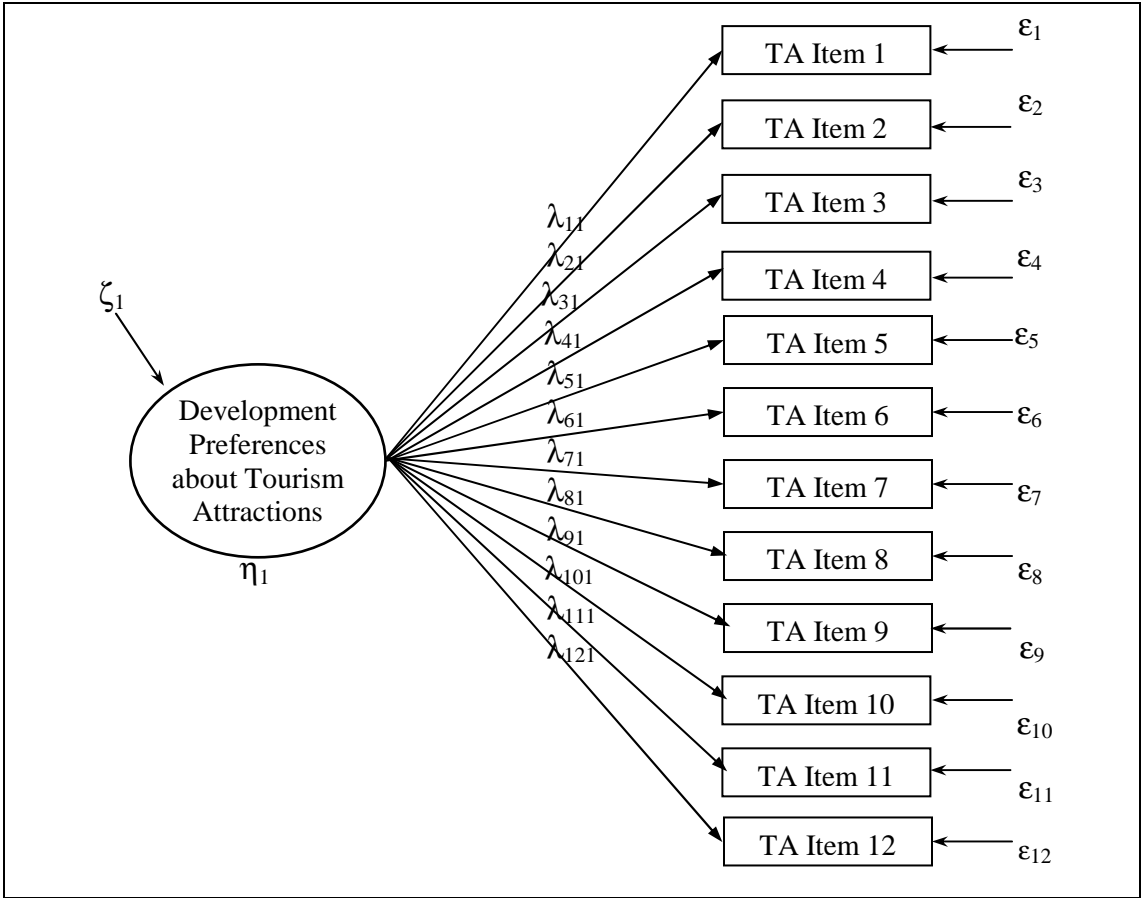 TA Item 1
ε1
TA Item 2
ε2
TA Item 3
ε3
TA Item 4
ε4
TA Item 5
ε5
TA Item 6
ε6
TA Item 7
ε7
TA Item 8
ε8
TA Item 9
ε9
TA Item 10
ε10
TA Item 11
ε11
TA Item 12
ε12
λ11
λ21
λ31
λ41
λ51
λ61
λ71
λ81
λ91
λ101
λ111
λ121
ζ1
Development
Preferences
about Tourism
Attractions
η1